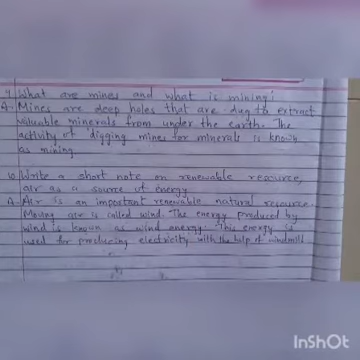 9. What are mines and what is mining?
A. Mines are deep holes that are dug to extract
valuable minerals from under the earth. The
activity of digging mines for minerals is known
as mining.
10. Write a short note on renewable resource,
air as a source of energy
A. Air is an important renewable natural resource.
Moving air is called wind. The energy produced by
wind is known as wind energy. This energy is
used for producing electricity with the help of windmill
InShOt